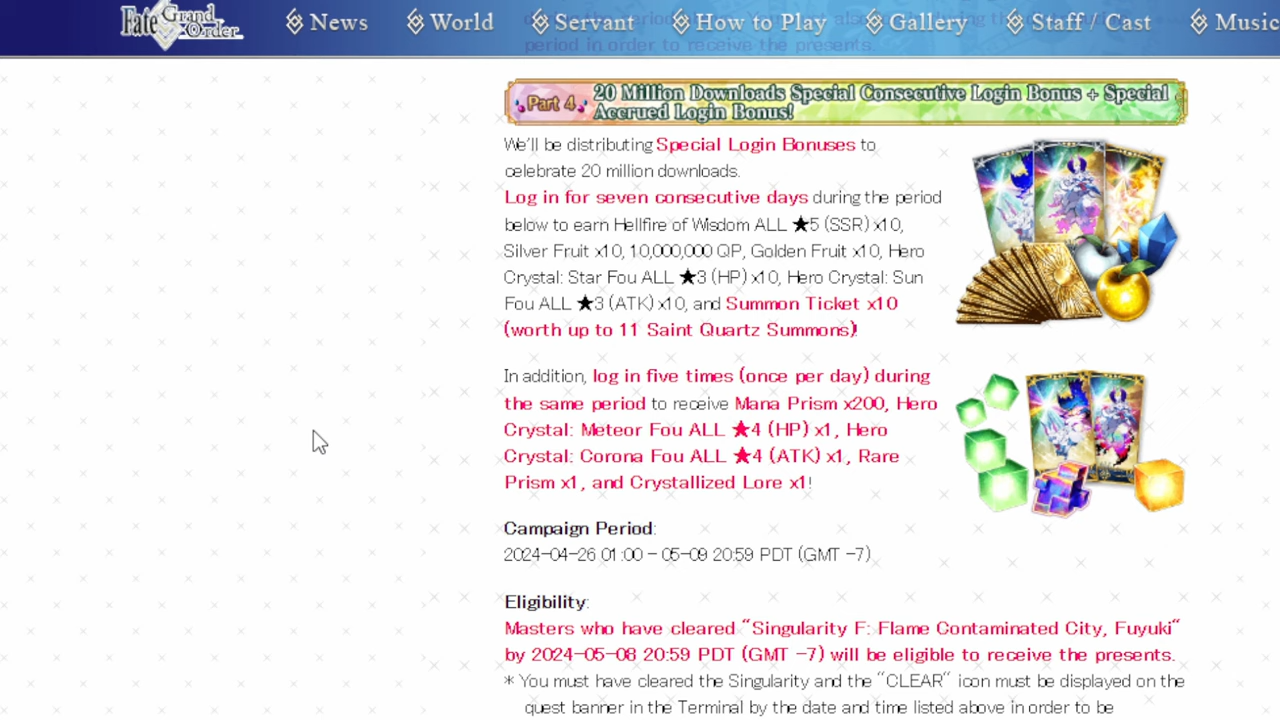 Fate Grand Order
News
World
Servant
How to Play
Gallery
Staff / Cast
Music
period in order to receive the presents.
Part 4
20 Million Downloads Special Consecutive Login Bonus + Special
Accrued Login Bonus!
We'll be distributing Special Login Bonuses to
celebrate 20 million downloads.
Log in for seven consecutive days during the period
below to earn Hellfire of Wisdom ALL ★5 (SSR) x10,
Silver Fruit x10, 10,000,000 QP, Golden Fruit x10, Hero
Crystal: Star Fou ALL ★3 (HP) x10, Hero Crystal: Sun
Fou ALL ★3 (ATK) x10, and Summon Ticket x10
(worth up to 11 Saint Quartz Summons)!
In addition, log in five times (once per day) during
the same period to receive Mana Prism x200, Hero
Crystal: Meteor Fou ALL ★4 (HP) x1, Hero
Crystal: Corona Fou ALL ★4 (ATK) x1, Rare
Prism x1, and Crystallized Lore x1!
Campaign Period:
2024-04-26 01:00 - 05-09 20:59 PDT (GMT -7)
Eligibility:
Masters who have cleared "Singularity F: Flame Contaminated City, Fuyuki"
by 2024-05-08 20:59 PDT (GMT -7) will be eligible to receive the presents.
* You must have cleared the Singularity and the "CLEAR" icon must be displayed on the
quest banner in the Terminal by the date and time listed above in order to be